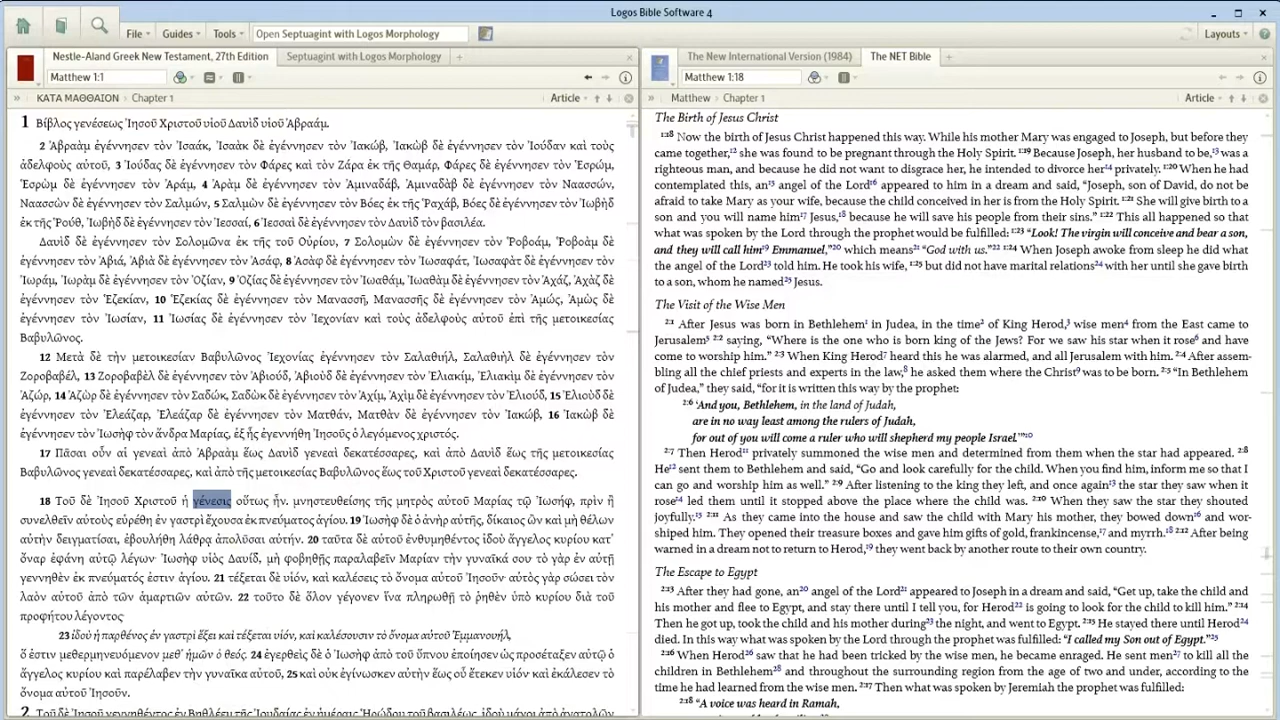 Logos Bible Software 4
File Guides Tools Open Septuagint with Logos Morphology Layouts
Nestle-Aland Greek New Testament, 27th Edition Septuagint with Logos Morphology
Matthew 1:1
» ΚΑΤΑ ΜΑΘΘΑΙΟΝ › Chapter 1 Article
1 Βίβλος γενέσεως Ἰησοῦ Χριστοῦ υἱοῦ Δαυὶδ υἱοῦ Ἀβραάμ.
2 Ἀβραὰμ ἐγέννησεν τὸν Ἰσαάκ, Ἰσαὰκ δὲ ἐγέννησεν τὸν Ἰακώβ, Ἰακὼβ δὲ ἐγέννησεν τὸν Ἰούδαν καὶ τοὺς
ἀδελφοὺς αὐτοῦ, 3 Ἰούδας δὲ ἐγέννησεν τὸν Φάρες καὶ τὸν Ζάρα ἐκ τῆς Θαμάρ, Φάρες δὲ ἐγέννησεν τὸν Ἑσρώμ,
Ἑσρὼμ δὲ ἐγέννησεν τὸν Ἀράμ, 4 Ἀρὰμ δὲ ἐγέννησεν τὸν Ἀμιναδάβ, Ἀμιναδὰβ δὲ ἐγέννησεν τὸν Ναασσών,
Ναασσὼν δὲ ἐγέννησεν τὸν Σαλμών, 5 Σαλμὼν δὲ ἐγέννησεν τὸν Βόες ἐκ τῆς Ῥαχάβ, Βόες δὲ ἐγέννησεν τὸν Ἰωβὴδ
ἐκ τῆς Ῥούθ, Ἰωβὴδ δὲ ἐγέννησεν τὸν Ἰεσσαί, 6 Ἰεσσαὶ δὲ ἐγέννησεν τὸν Δαυὶδ τὸν βασιλέα.
Δαυὶδ δὲ ἐγέννησεν τὸν Σολομῶνα ἐκ τῆς τοῦ Οὐρίου, 7 Σολομὼν δὲ ἐγέννησεν τὸν Ῥοβοάμ, Ῥοβοὰμ δὲ
ἐγέννησεν τὸν Ἀβιά, Ἀβιὰ δὲ ἐγέννησεν τὸν Ἀσάφ, 8 Ἀσὰφ δὲ ἐγέννησεν τὸν Ἰωσαφάτ, Ἰωσαφὰτ δὲ ἐγέννησεν τὸν
Ἰωράμ, Ἰωρὰμ δὲ ἐγέννησεν τὸν Ὀζίαν, 9 Ὀζίας δὲ ἐγέννησεν τὸν Ἰωαθάμ, Ἰωαθὰμ δὲ ἐγέννησεν τὸν Ἀχάζ, Ἀχὰζ δὲ
ἐγέννησεν τὸν Ἑζεκίαν, 10 Ἑζεκίας δὲ ἐγέννησεν τὸν Μανασσῆ, Μανασσῆς δὲ ἐγέννησεν τὸν Ἀμώς, Ἀμὼς δὲ
ἐγέννησεν τὸν Ἰωσίαν, 11 Ἰωσίας δὲ ἐγέννησεν τὸν Ἰεχονίαν καὶ τοὺς ἀδελφοὺς αὐτοῦ ἐπὶ τῆς μετοικεσίας
Βαβυλῶνος.
12 Μετὰ δὲ τὴν μετοικεσίαν Βαβυλῶνος Ἰεχονίας ἐγέννησεν τὸν Σαλαθιήλ, Σαλαθιὴλ δὲ ἐγέννησεν τὸν
Ζοροβαβέλ, 13 Ζοροβαβὲλ δὲ ἐγέννησεν τὸν Ἀβιούδ, Ἀβιοὺδ δὲ ἐγέννησεν τὸν Ἐλιακίμ, Ἐλιακὶμ δὲ ἐγέννησεν τὸν
Ἀζώρ, 14 Ἀζὼρ δὲ ἐγέννησεν τὸν Σαδώκ, Σαδὼκ δὲ ἐγέννησεν τὸν Ἀχίμ, Ἀχὶμ δὲ ἐγέννησεν τὸν Ἐλιούδ, 15 Ἐλιοὺδ δὲ
ἐγέννησεν τὸν Ἐλεάζαρ, Ἐλεάζαρ δὲ ἐγέννησεν τὸν Ματθάν, Ματθὰν δὲ ἐγέννησεν τὸν Ἰακώβ, 16 Ἰακὼβ δὲ
ἐγέννησεν τὸν Ἰωσὴφ τὸν ἄνδρα Μαρίας, ἐξ ἧς ἐγεννήθη Ἰησοῦς ὁ λεγόμενος χριστός.
17 Πᾶσαι οὖν αἱ γενεαὶ ἀπὸ Ἀβραὰμ ἕως Δαυὶδ γενεαὶ δεκατέσσαρες, καὶ ἀπὸ Δαυὶδ ἕως τῆς μετοικεσίας
Βαβυλῶνος γενεαὶ δεκατέσσαρες, καὶ ἀπὸ τῆς μετοικεσίας Βαβυλῶνος ἕως τοῦ Χριστοῦ γενεαὶ δεκατέσσαρες.
18 Τοῦ δὲ Ἰησοῦ Χριστοῦ ἡ γένεσις οὕτως ἦν. μνηστευθείσης τῆς μητρὸς αὐτοῦ Μαρίας τῷ Ἰωσήφ, πρὶν ἢ
συνελθεῖν αὐτοὺς εὑρέθη ἐν γαστρὶ ἔχουσα ἐκ πνεύματος ἁγίου. 19 Ἰωσὴφ δὲ ὁ ἀνὴρ αὐτῆς, δίκαιος ὢν καὶ μὴ θέλων
αὐτὴν δειγματίσαι, ἐβουλήθη λάθρᾳ ἀπολῦσαι αὐτήν. 20 ταῦτα δὲ αὐτοῦ ἐνθυμηθέντος ἰδοὺ ἄγγελος κυρίου κατ’
ὄναρ ἐφάνη αὐτῷ λέγων· Ἰωσὴφ υἱὸς Δαυίδ, μὴ φοβηθῇς παραλαβεῖν Μαρίαν τὴν γυναῖκά σου· τὸ γὰρ ἐν αὐτῇ
γεννηθὲν ἐκ πνεύματός ἐστιν ἁγίου. 21 τέξεται δὲ υἱόν, καὶ καλέσεις τὸ ὄνομα αὐτοῦ Ἰησοῦν· αὐτὸς γὰρ σώσει τὸν
λαὸν αὐτοῦ ἀπὸ τῶν ἁμαρτιῶν αὐτῶν. 22 τοῦτο δὲ ὅλον γέγονεν ἵνα πληρωθῇ τὸ ῥηθὲν ὑπὸ κυρίου διὰ τοῦ
προφήτου λέγοντος·
23 ἰδοὺ ἡ παρθένος ἐν γαστρὶ ἕξει καὶ τέξεται υἱόν, καὶ καλέσουσιν τὸ ὄνομα αὐτοῦ Ἐμμανουήλ,
ὅ ἐστιν μεθερμηνευόμενον μεθ’ ἡμῶν ὁ θεός. 24 ἐγερθεὶς δὲ ὁ Ἰωσὴφ ἀπὸ τοῦ ὕπνου ἐποίησεν ὡς προσέταξεν αὐτῷ ὁ
ἄγγελος κυρίου καὶ παρέλαβεν τὴν γυναῖκα αὐτοῦ, 25 καὶ οὐκ ἐγίνωσκεν αὐτὴν ἕως οὗ ἔτεκεν υἱόν· καὶ ἐκάλεσεν τὸ
ὄνομα αὐτοῦ Ἰησοῦν.
2 Τοῦ δὲ Ἰησοῦ γεννηθέντος ἐν Βηθλέεμ τῆς Ἰουδαίας ἐν ἡμέραις Ἡρῴδου τοῦ βασιλέως, ἰδοὺ μάγοι ἀπὸ ἀνατολῶν
The New International Version (1984) The NET Bible
Matthew 1:18
» Matthew › Chapter 1 Article
The Birth of Jesus Christ
1:18 Now the birth of Jesus Christ happened this way. While his mother Mary was engaged to Joseph, but before they
came together,12 she was found to be pregnant through the Holy Spirit. 1:19 Because Joseph, her husband to be,13 was a
righteous man, and because he did not want to disgrace her, he intended to divorce her14 privately. 1:20 When he had
contemplated this, an15 angel of the Lord16 appeared to him in a dream and said, “Joseph, son of David, do not be
afraid to take Mary as your wife, because the child conceived in her is from the Holy Spirit. 1:21 She will give birth to a
son and you will name him17 Jesus,18 because he will save his people from their sins.” 1:22 This all happened so that
what was spoken by the Lord through the prophet would be fulfilled: 1:23 “Look! The virgin will conceive and bear a son,
and they will call him19 Emmanuel,”20 which means21 “God with us.”22 1:24 When Joseph awoke from sleep he did what
the angel of the Lord23 told him. He took his wife, 1:25 but did not have marital relations24 with her until she gave birth
to a son, whom he named25 Jesus.
The Visit of the Wise Men
2:1 After Jesus was born in Bethlehem1 in Judea, in the time2 of King Herod,3 wise men4 from the East came to
Jerusalem5 2:2 saying, “Where is the one who is born king of the Jews? For we saw his star when it rose6 and have
come to worship him.” 2:3 When King Herod7 heard this he was alarmed, and all Jerusalem with him. 2:4 After assem-
bling all the chief priests and experts in the law,8 he asked them where the Christ9 was to be born. 2:5 “In Bethlehem
of Judea,” they said, “for it is written this way by the prophet:
2:6 ‘And you, Bethlehem, in the land of Judah,
are in no way least among the rulers of Judah,
for out of you will come a ruler who will shepherd my people Israel.’”10
2:7 Then Herod11 privately summoned the wise men and determined from them when the star had appeared. 2:8
He12 sent them to Bethlehem and said, “Go and look carefully for the child. When you find him, inform me so that I
can go and worship him as well.” 2:9 After listening to the king they left, and once again13 the star they saw when it
rose14 led them until it stopped above the place where the child was. 2:10 When they saw the star they shouted
joyfully.15 2:11 As they came into the house and saw the child with Mary his mother, they bowed down16 and wor-
shiped him. They opened their treasure boxes and gave him gifts of gold, frankincense,17 and myrrh.18 2:12 After being
warned in a dream not to return to Herod,19 they went back by another route to their own country.
The Escape to Egypt
2:13 After they had gone, an20 angel of the Lord21 appeared to Joseph in a dream and said, “Get up, take the child and
his mother and flee to Egypt, and stay there until I tell you, for Herod22 is going to look for the child to kill him.” 2:14
Then he got up, took the child and his mother during23 the night, and went to Egypt. 2:15 He stayed there until Herod24
died. In this way what was spoken by the Lord through the prophet was fulfilled: “I called my Son out of Egypt.”25
2:16 When Herod26 saw that he had been tricked by the wise men, he became enraged. He sent men27 to kill all the
children in Bethlehem28 and throughout the surrounding region from the age of two and under, according to the
time he had learned from the wise men. 2:17 Then what was spoken by Jeremiah the prophet was fulfilled:
2:18 “A voice was heard in Ramah,